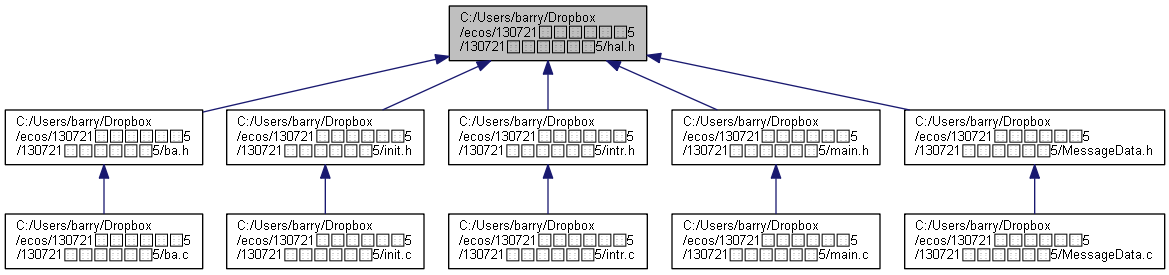 C:/Users/barry/Dropbox
/ecos/130721□□□□□□5
/130721□□□□□□5/hal.h
C:/Users/barry/Dropbox
/ecos/130721□□□□□□5
/130721□□□□□□5/ba.h
C:/Users/barry/Dropbox
/ecos/130721□□□□□□5
/130721□□□□□□5/init.h
C:/Users/barry/Dropbox
/ecos/130721□□□□□□5
/130721□□□□□□5/intr.h
C:/Users/barry/Dropbox
/ecos/130721□□□□□□5
/130721□□□□□□5/main.h
C:/Users/barry/Dropbox
/ecos/130721□□□□□□5
/130721□□□□□□5/MessageData.h
C:/Users/barry/Dropbox
/ecos/130721□□□□□□5
/130721□□□□□□5/ba.c
C:/Users/barry/Dropbox
/ecos/130721□□□□□□5
/130721□□□□□□5/init.c
C:/Users/barry/Dropbox
/ecos/130721□□□□□□5
/130721□□□□□□5/intr.c
C:/Users/barry/Dropbox
/ecos/130721□□□□□□5
/130721□□□□□□5/main.c
C:/Users/barry/Dropbox
/ecos/130721□□□□□□5
/130721□□□□□□5/MessageData.c